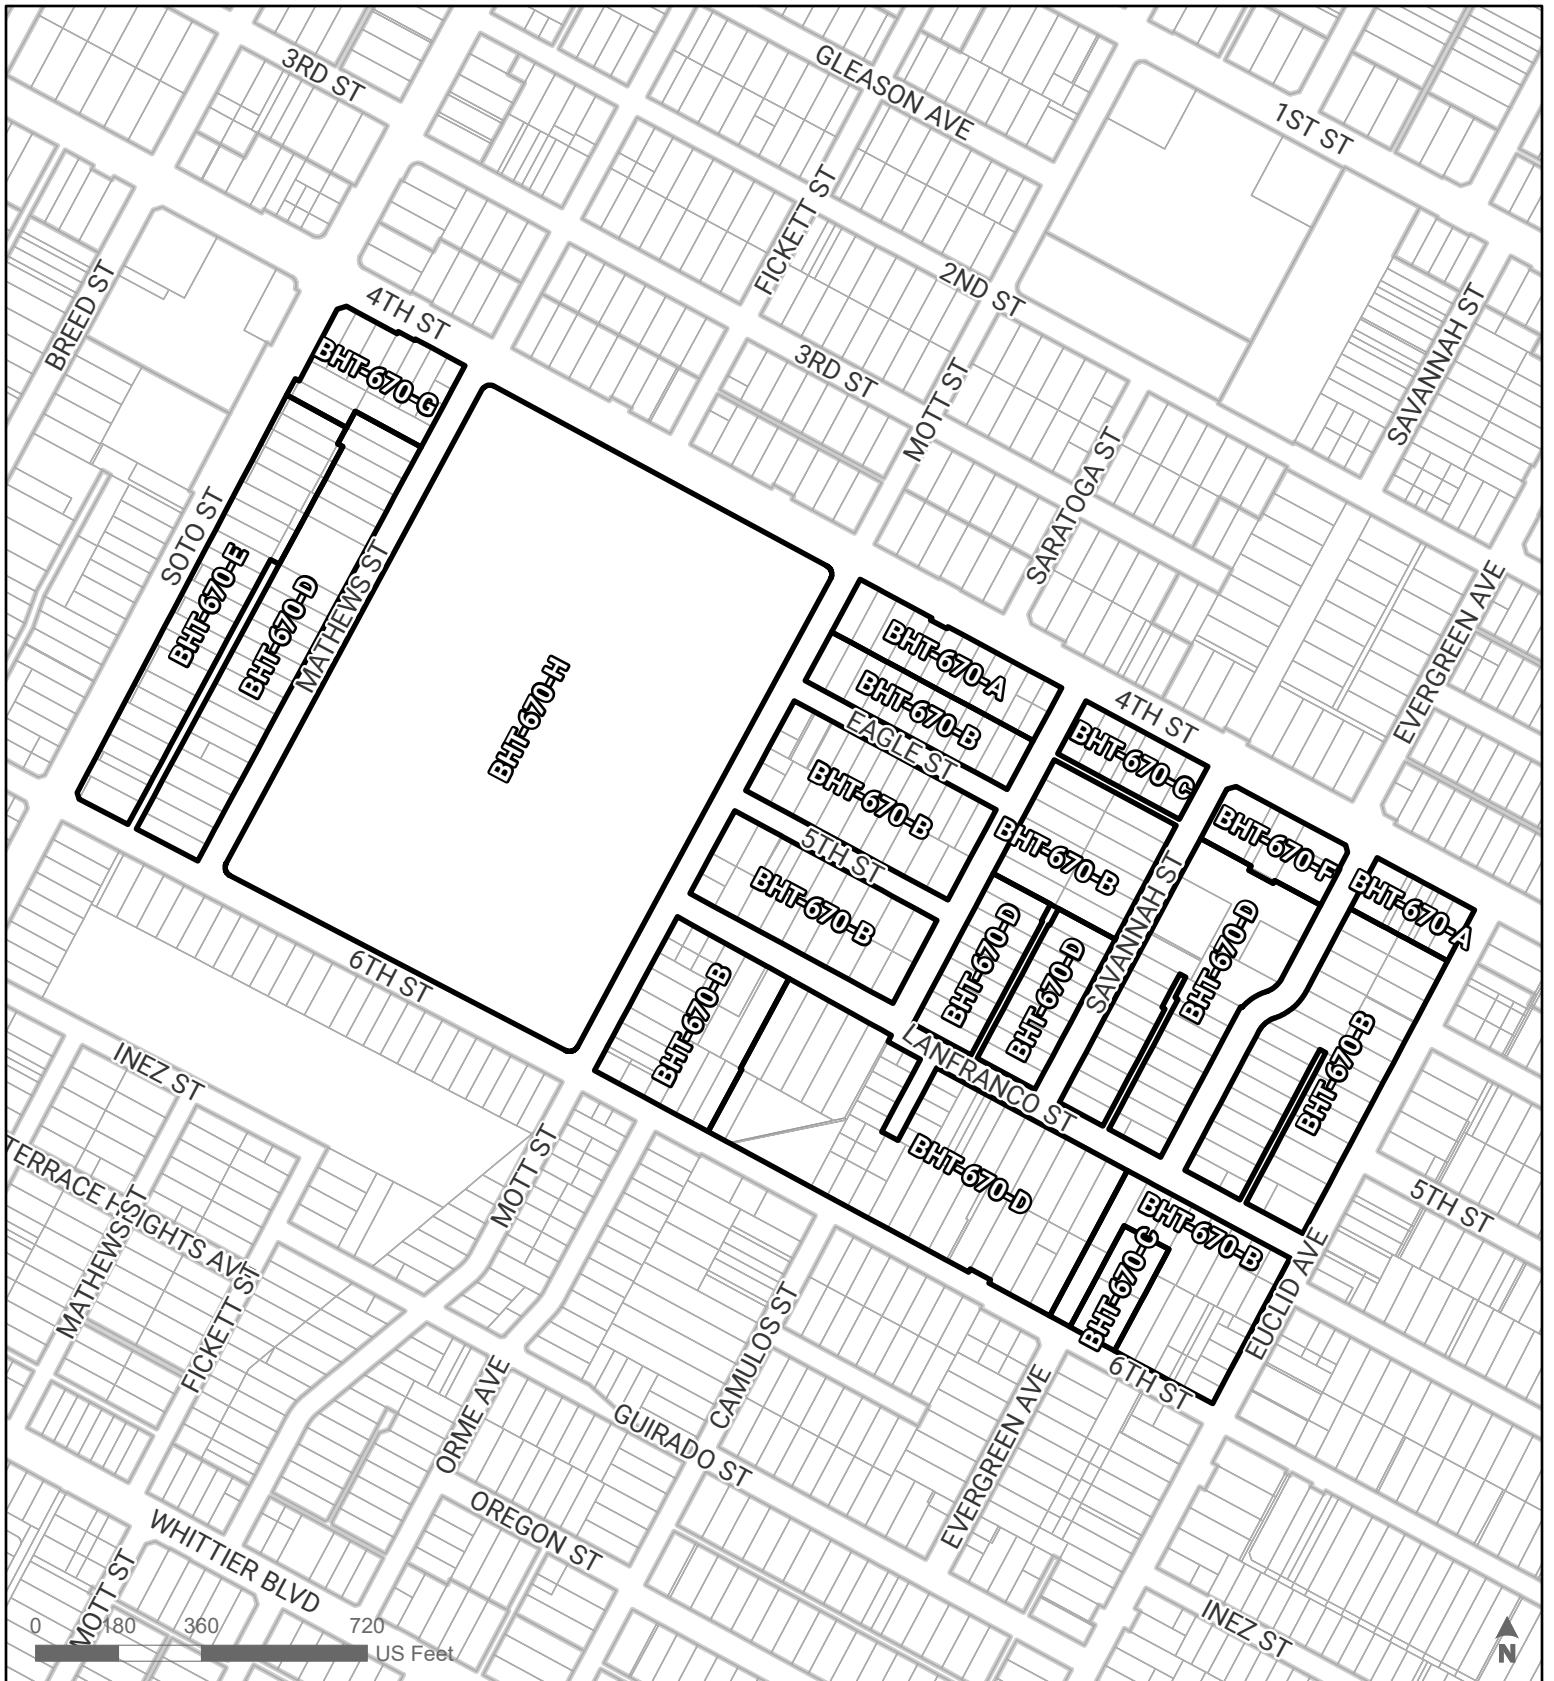 3RD ST
GLEASON AVE
1ST ST
FICKETT ST
BREED ST
4TH ST
2ND ST
SAVANNAH ST
BHT-670-G
3RD ST
MOTT ST
SARATOGA ST
SOTO ST
BHT-670-E
BHT-670-D
MATHEWS ST
EVERGREEN AVE
BHT-670-H
BHT-670-A
BHT-670-B
EAGLE ST
4TH ST
BHT-670-C
BHT-670-B
5TH ST
BHT-670-B
BHT-670-F
BHT-670-B
BHT-670-A
BHT-670-D
BHT-670-D
SAVANNAH ST
BHT-670-D
6TH ST
BHT-670-B
LANFRANCO ST
BHT-670-B
INEZ ST
TERRACE HEIGHTS AVE
MOTT ST
BHT-670-D
BHT-670-B
5TH ST
MATHEWS ST
FICKETT ST
BHT-670-C
EUCLID AVE
CAMULOS ST
6TH ST
ORME AVE
GUIRADO ST
EVERGREEN AVE
OREGON ST
WHITTIER BLVD
MOTT ST
INEZ ST
0 180 360 720
US Feet
N